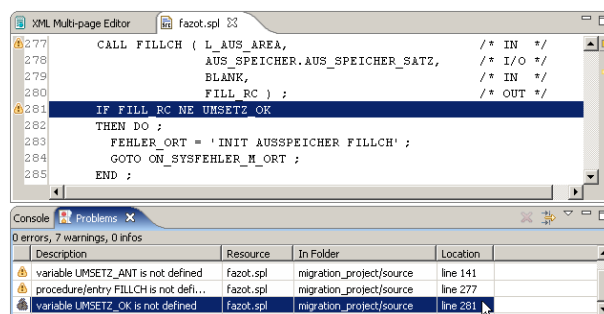 XML Multi-page Editor fazot.spl
277 CALL FILLCH ( L_AUS_AREA, /* IN */
278 AUS_SPEICHER.AUS_SPEICHER_SATZ, /* I/O */
279 BLANK, /* IN */
280 FILL_RC ) ; /* OUT */
281 IF FILL_RC NE UMSETZ_OK
282 THEN DO ;
283 FEHLER_ORT = 'INIT AUSSPEICHER FILLCH' ;
284 GOTO ON_SYSFEHLER_M_ORT ;
285 END ;
Console Problems
0 errors, 7 warnings, 0 infos
Description Resource In Folder Location
variable UMSETZ_ANT is not defined fazot.spl migration_project/source line 141
procedure/entry FILLCH is not defi... fazot.spl migration_project/source line 277
variable UMSETZ_OK is not defined fazot.spl migration_project/source line 281